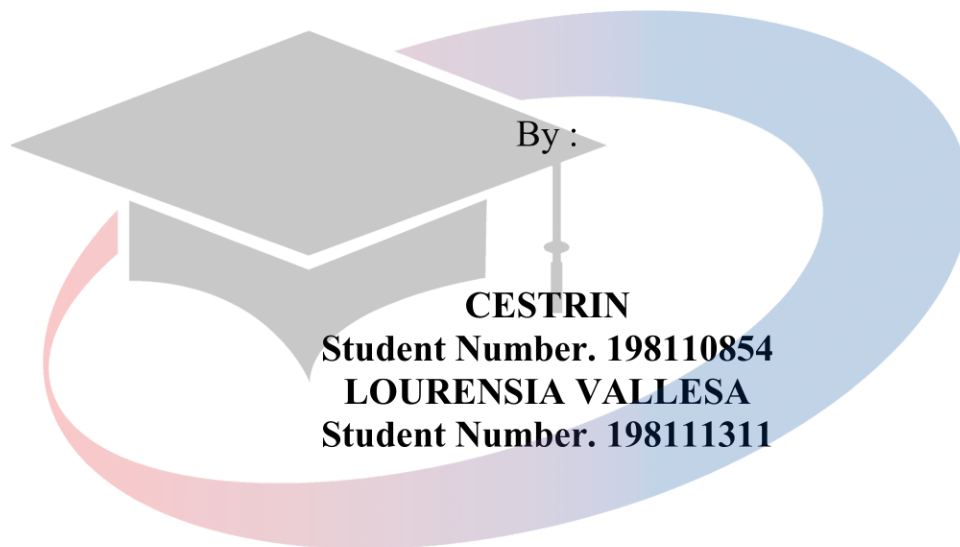 By :
CESTRIN
Student Number. 198110854
LOURENSIA VALLESA
Student Number. 198111311